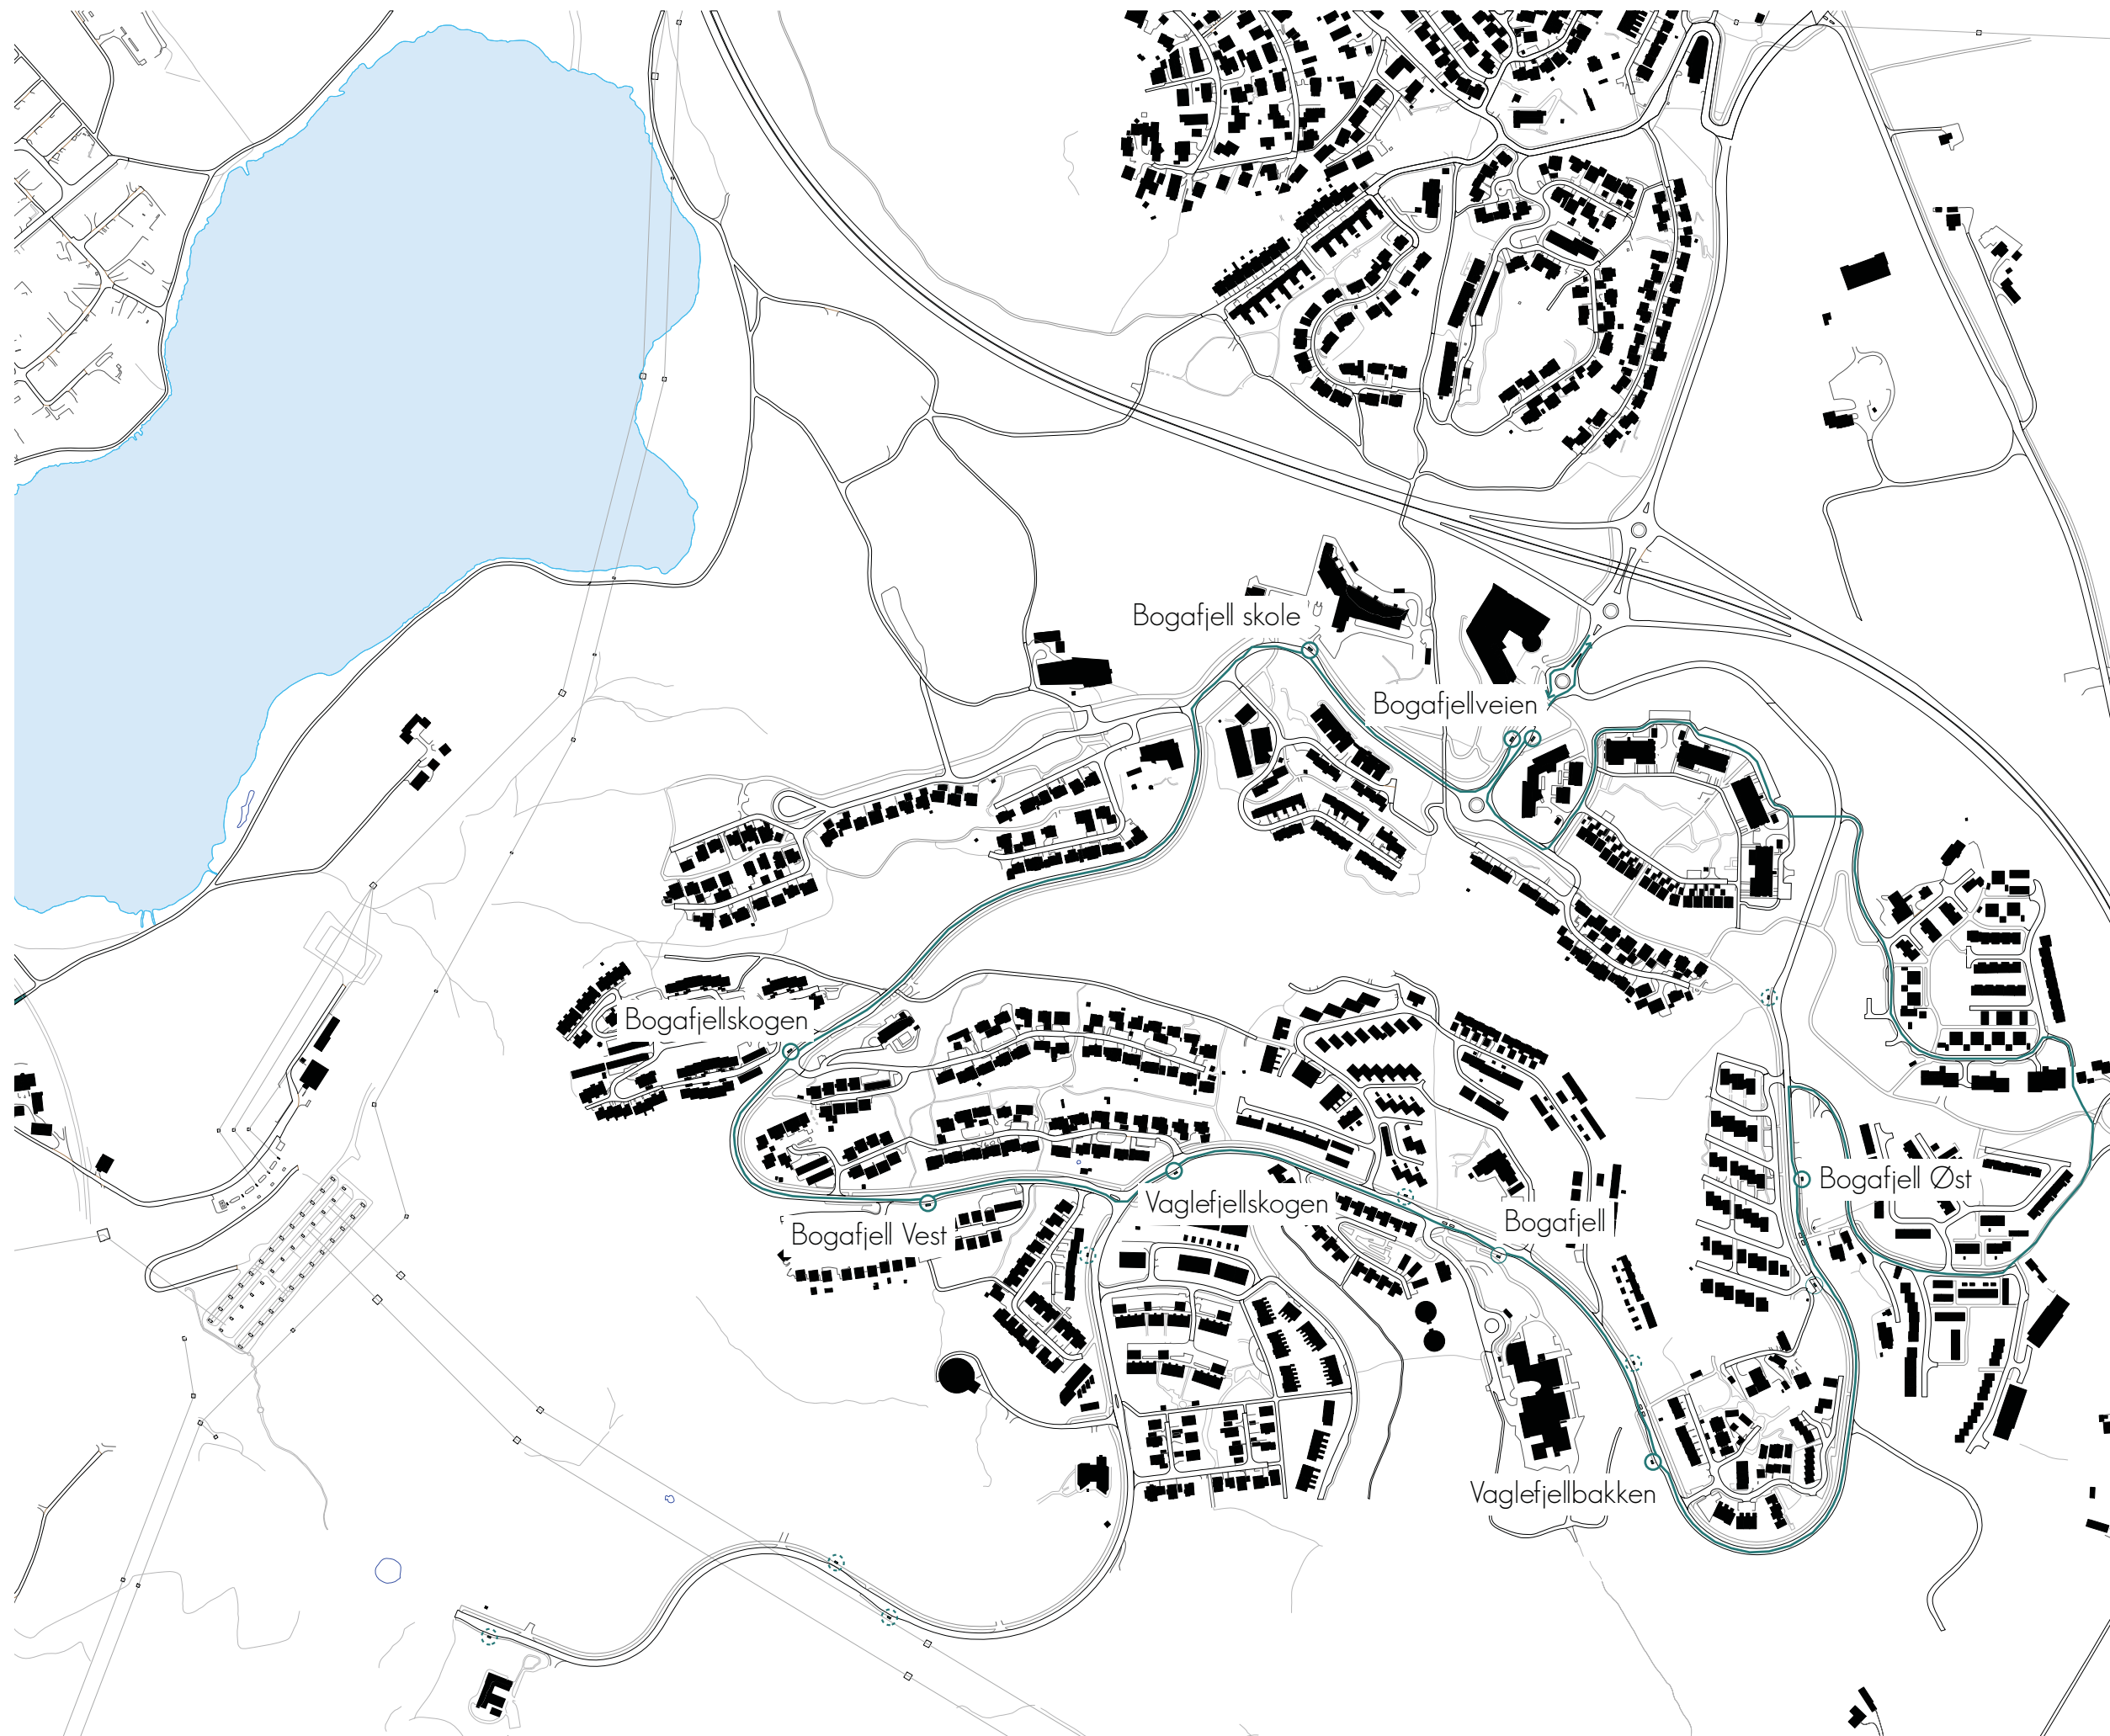 Bogafjell skole
Bogafjellveien
Bogafjellskogen
Bogafjell Øst
Vaglefjellskogen
Bogafjell
Bogafjell Vest
Vaglefjellbakken